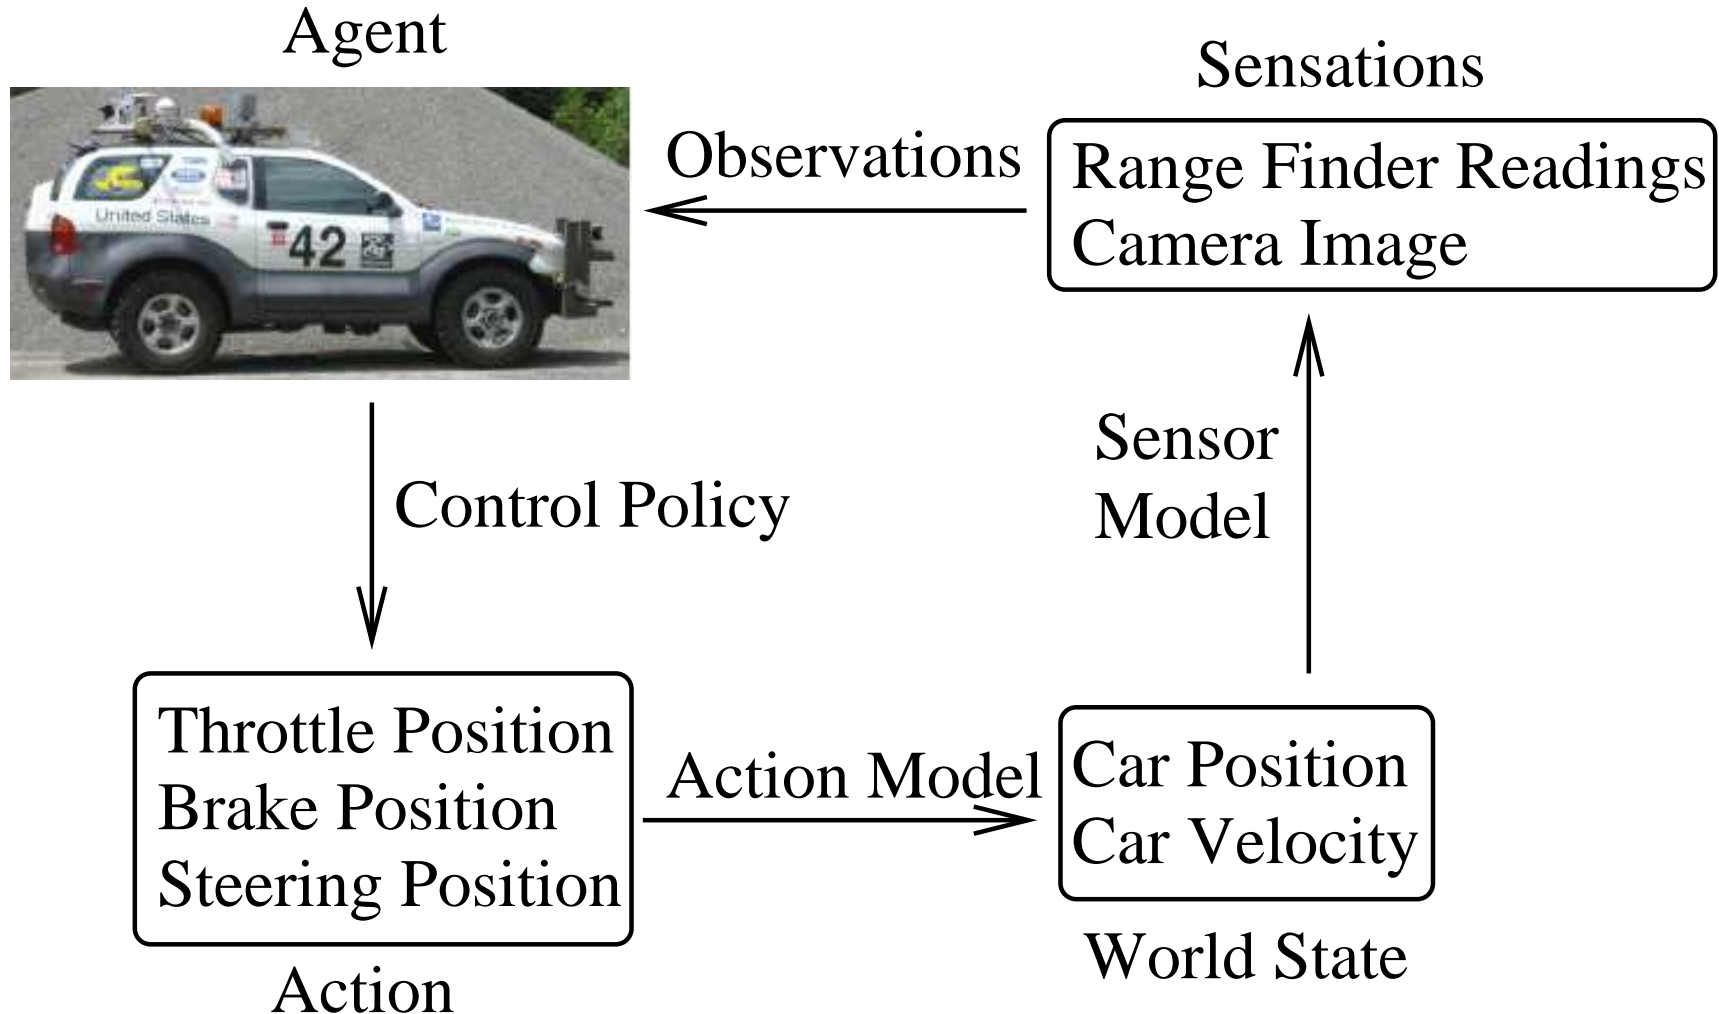 Agent
Sensations
Observations
Range Finder Readings
Camera Image
United States
42
Control Policy
Sensor
Model
Throttle Position
Brake Position
Steering Position
Action Model
Car Position
Car Velocity
World State
Action